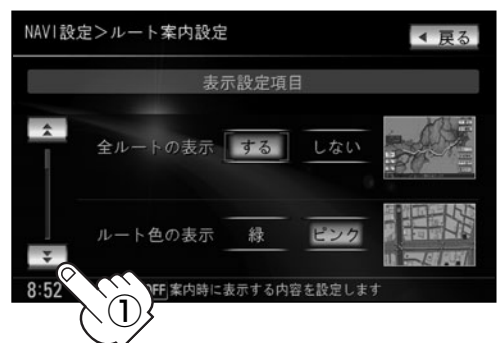 NAVI設定＞ルート案内設定
◀ 戻る
表示設定項目
全ルートの表示 する しない
ルート色の表示 緑 ピンク
8:52 OFF 案内時に表示する内容を設定します
①